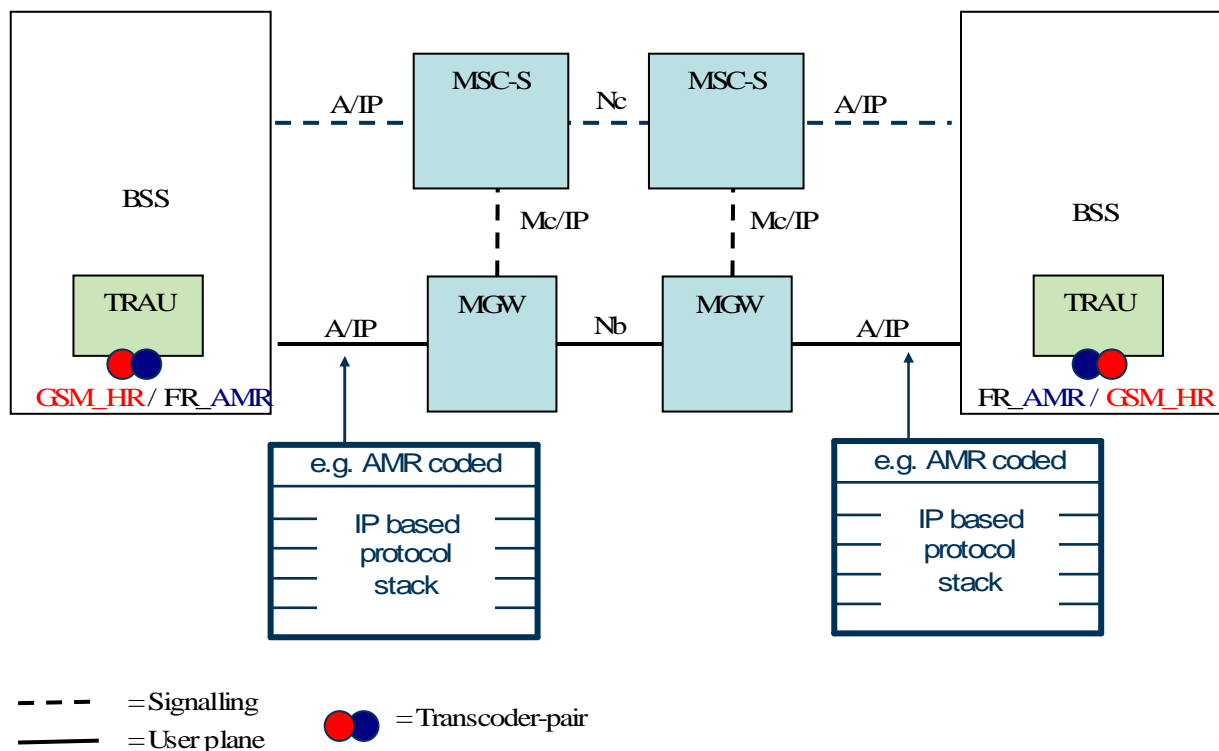 MSC-S
MSC-S
A/IP
Nc
A/IP
BSS
BSS
Mc/IP
Mc/IP
TRAU
MGW
MGW
TRAU
A/IP
Nb
A/IP
GSM_HR / FR_AMR
FR_AMR / GSM_HR
e.g. AMR coded
IP based
protocol
stack
e.g. AMR coded
IP based
protocol
stack
= Signalling
= Transcoder-pair
= User plane